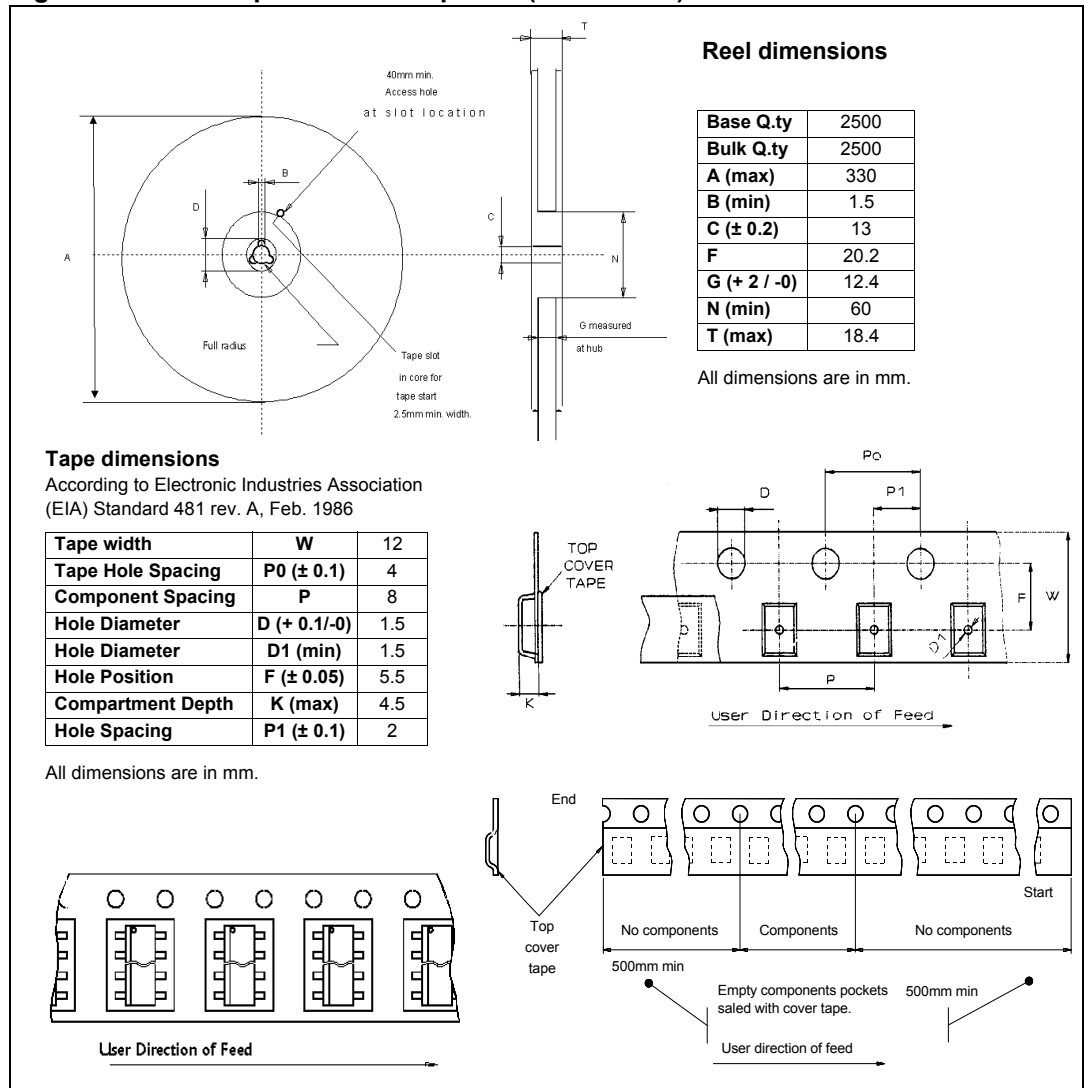 T
40mm min.
Access hole
at slot location
B
D
C
A
N
Full radius
Tape slot
in core for
tape start
2.5mm min. width.
G measured
at hub
Reel dimensions
Base Q.ty 2500
Bulk Q.ty 2500
A (max) 330
B (min) 1.5
C (± 0.2) 13
F 20.2
G (+ 2 / -0) 12.4
N (min) 60
T (max) 18.4
All dimensions are in mm.
Tape dimensions
According to Electronic Industries Association
(EIA) Standard 481 rev. A, Feb. 1986
Tape width W 12
Tape Hole Spacing P0 (± 0.1) 4
Component Spacing P 8
Hole Diameter D (+ 0.1/-0) 1.5
Hole Diameter D1 (min) 1.5
Hole Position F (± 0.05) 5.5
Compartment Depth K (max) 4.5
Hole Spacing P1 (± 0.1) 2
All dimensions are in mm.
TOP
COVER
TAPE
K
Po
D
P1
F
W
D1
P
User Direction of Feed
End
Start
Top
cover
tape
No components
Components
No components
500mm min
Empty components pockets
saled with cover tape.
500mm min
User direction of feed
User Direction of Feed